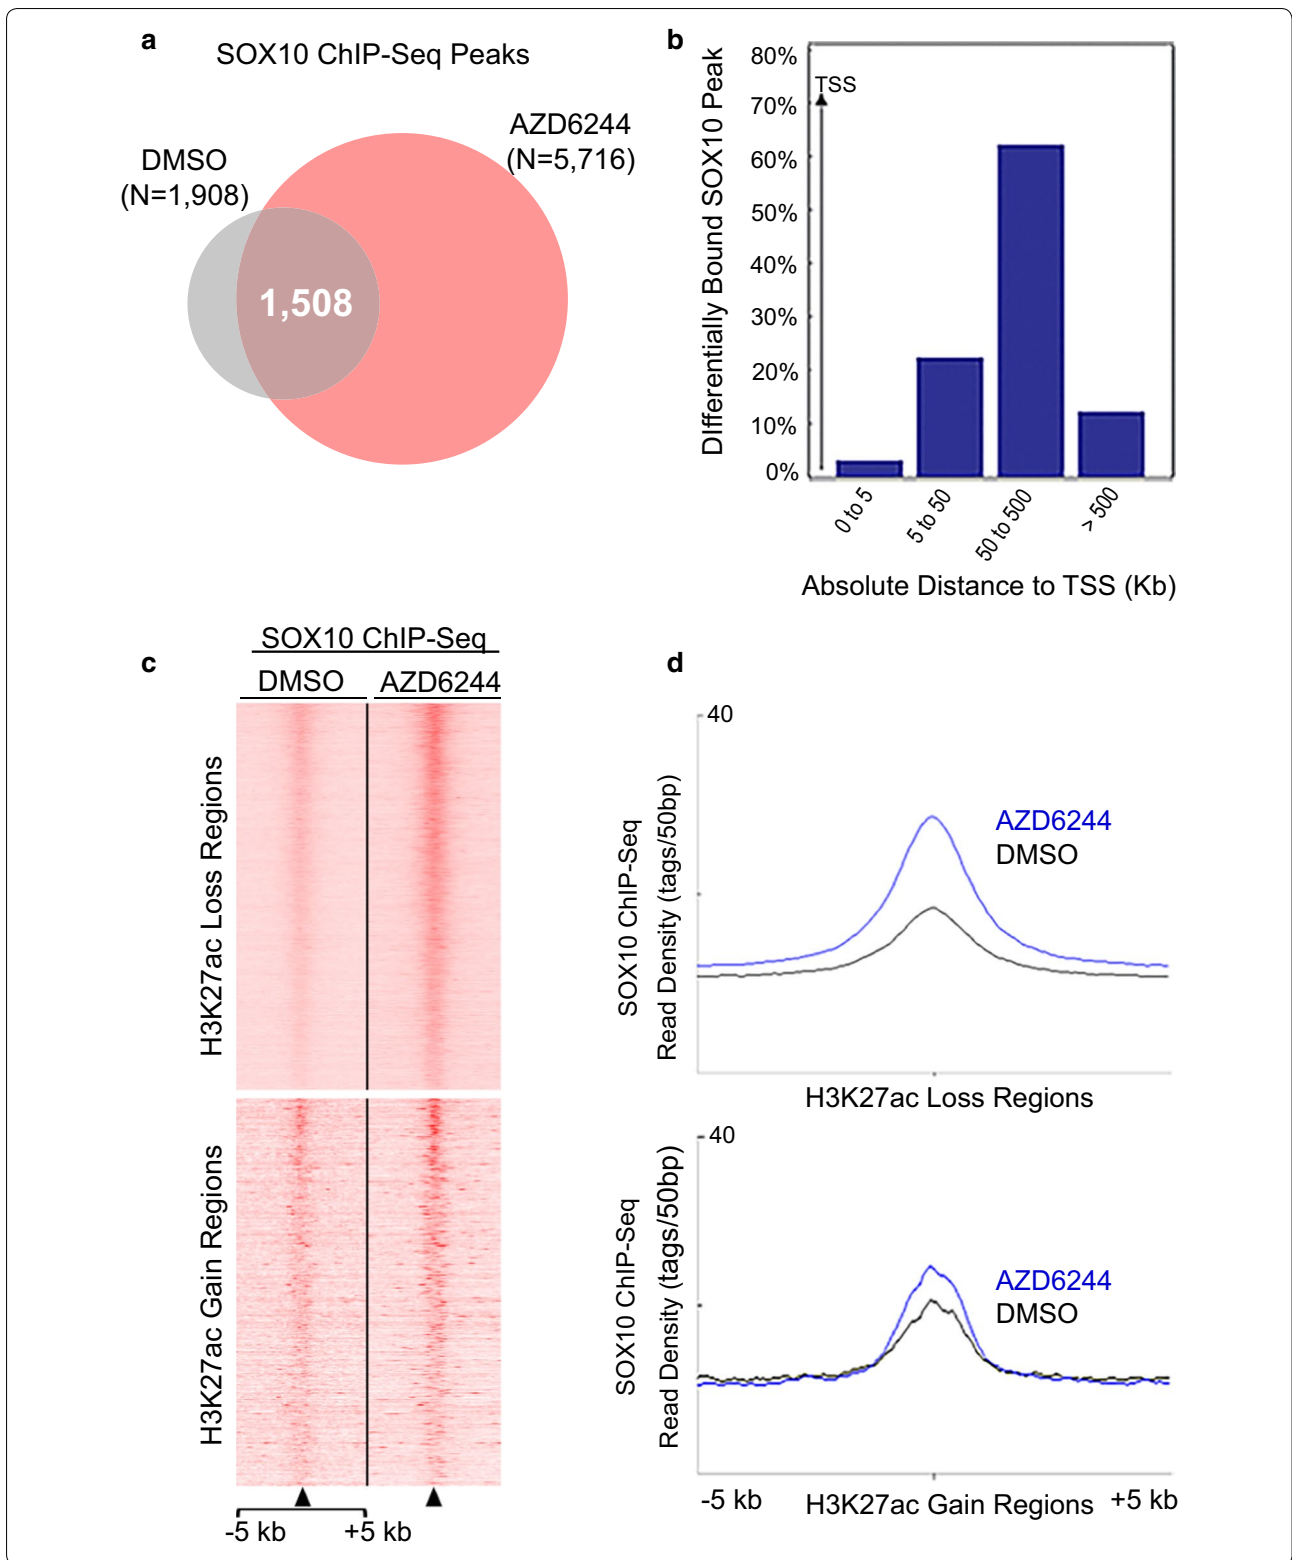 a
SOX10 ChIP-Seq Peaks
DMSO
(N=1,908)
AZD6244
(N=5,716)
1,508
b
DIfferentially Bound SOX10 Peak
80%
70%
60%
50%
40%
30%
20%
10%
0%
TSS
0 to 5
5 to 50
50 to 500
> 500
Absolute Distance to TSS (Kb)
c
SOX10 ChIP-Seq
DMSO
AZD6244
H3K27ac Loss Regions
H3K27ac Gain Regions
-5 kb
+5 kb
d
SOX10 ChIP-Seq
Read Density (tags/50bp)
40
AZD6244
DMSO
H3K27ac Loss Regions
SOX10 ChIP-Seq
Read Density (tags/50bp)
40
AZD6244
DMSO
-5 kb
H3K27ac Gain Regions
+5 kb